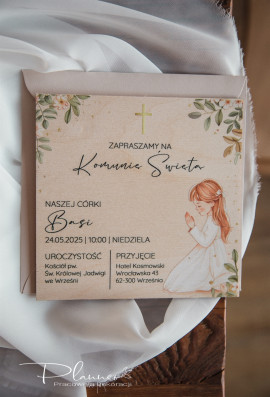 ZAPRASZAMY NA
Komunię Świętą
NASZEJ CÓRKI
Basi
24.05.2025 | 10:00 | NIEDZIELA
UROCZYSTOŚĆ
Kościół pw.
Św. Królowej Jadwigi
we Wrześni
PRZYJĘCIE
Hotel Kosmowski
Wrocławska 43
62-300 Września
Planner
Pracownia Dekoracji